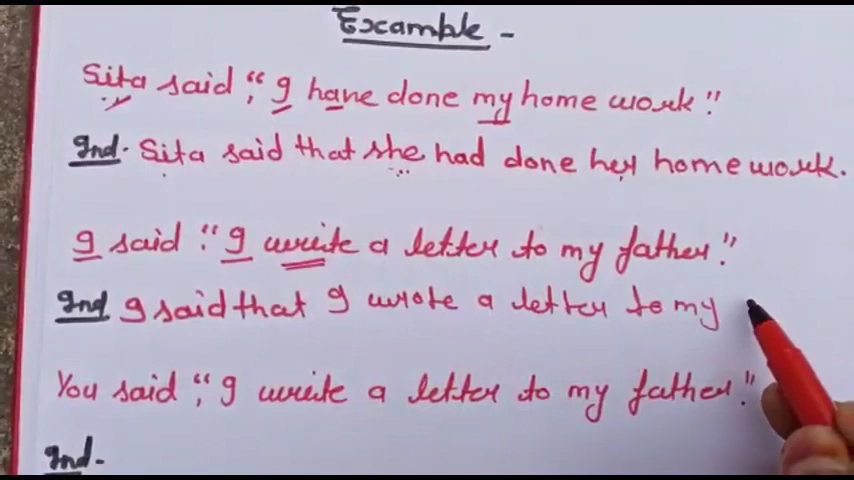 Excamble -
Sita said, "I have done my home work."
Ind. Sita said that she had done her home work.
I said "I write a letter to my father."
Ind I said that I wrote a letter to my
You said, "I write a letter to my father."
Ind.-